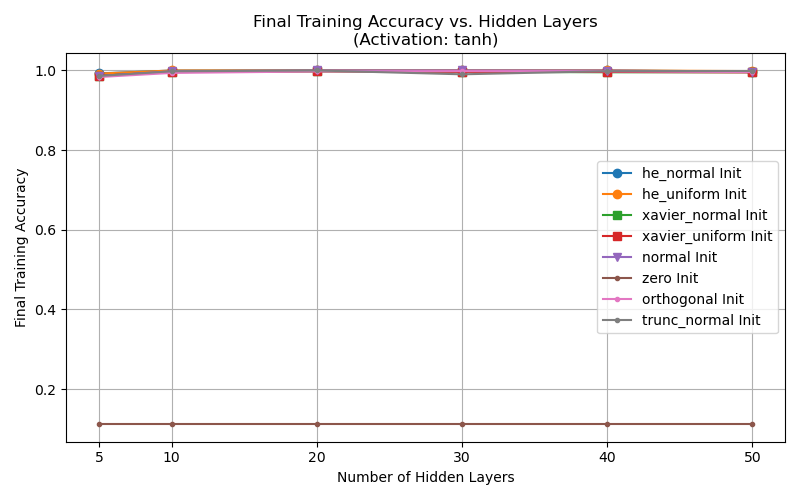 Final Training Accuracy vs. Hidden Layers
(Activation: tanh)
1.0
0.8
0.6
0.4
0.2
Final Training Accuracy
he_normal Init
he_uniform Init
xavier_normal Init
xavier_uniform Init
normal Init
zero Init
orthogonal Init
trunc_normal Init
5 10 20 30 40 50
Number of Hidden Layers